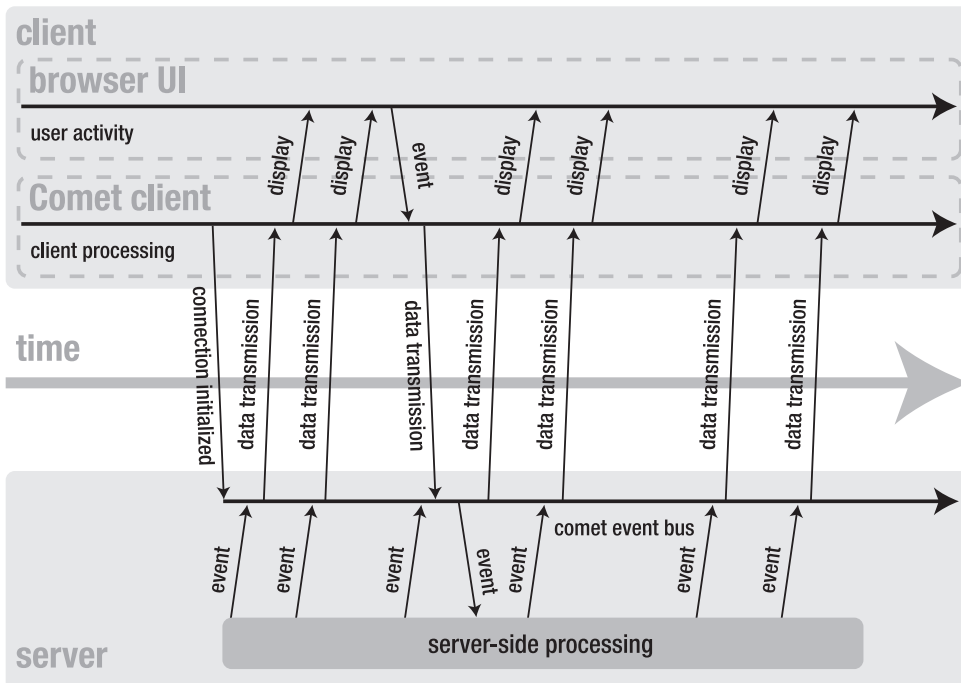 client
browser UI
user activity
display
display
event
display
display
display
display
Comet client
client processing
connection initialized
data transmission
data transmission
data transmission
data transmission
data transmission
data transmission
data transmission
time
comet event bus
event
event
event
event
event
event
event
server-side processing
server